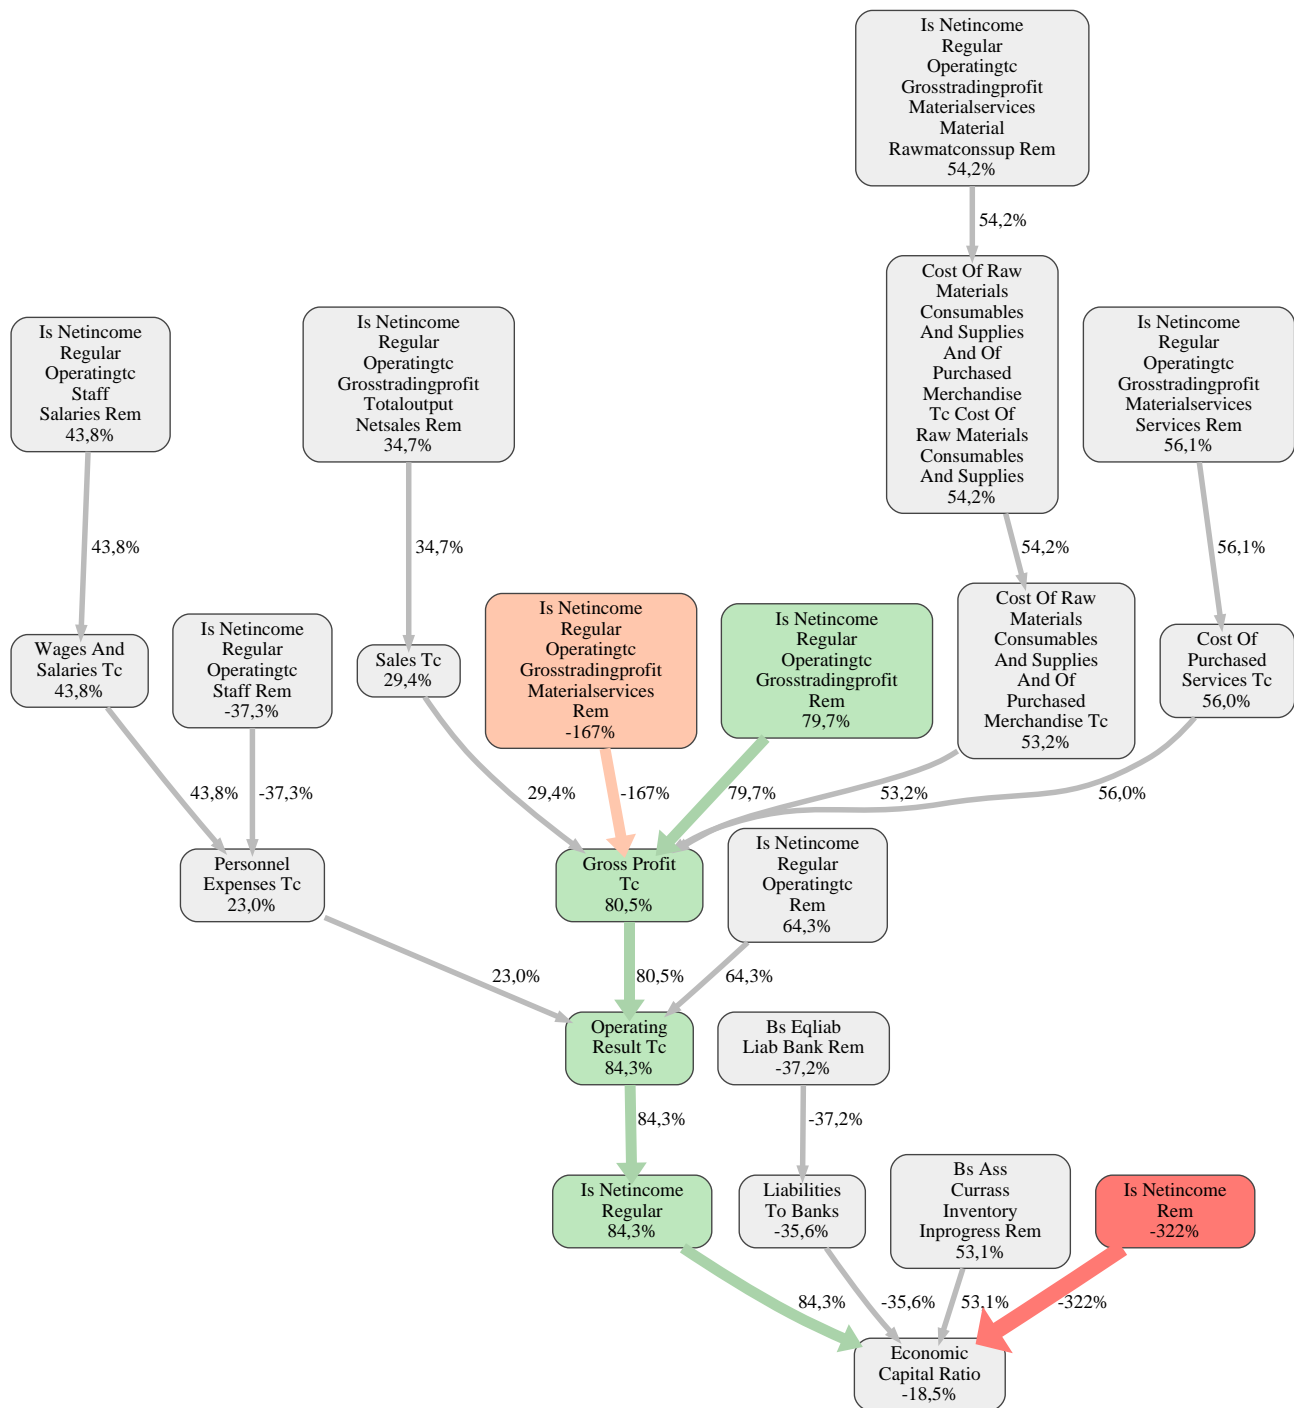 Is Netincome
Regular
Operatingtc
Grosstradingprofit
Materialservices
Material
Rawmatconssup Rem
54,2%
54,2%
Is Netincome
Regular
Operatingtc
Staff
Salaries Rem
43,8%
Is Netincome
Regular
Operatingtc
Grosstradingprofit
Totaloutput
Netsales Rem
34,7%
Cost Of Raw
Materials
Consumables
And Supplies
And Of
Purchased
Merchandise
Tc Cost Of
Raw Materials
Consumables
And Supplies
54,2%
Is Netincome
Regular
Operatingtc
Grosstradingprofit
Materialservices
Services Rem
56,1%
43,8%
34,7%
54,2%
56,1%
Wages And
Salaries Tc
43,8%
Is Netincome
Regular
Operatingtc
Staff Rem
-37,3%
Sales Tc
29,4%
Is Netincome
Regular
Operatingtc
Grosstradingprofit
Materialservices
Rem
-167%
Is Netincome
Regular
Operatingtc
Grosstradingprofit
Rem
79,7%
Cost Of Raw
Materials
Consumables
And Supplies
And Of
Purchased
Merchandise Tc
53,2%
Cost Of
Purchased
Services Tc
56,0%
43,8%
-37,3%
29,4%
-167%
79,7%
53,2%
56,0%
Personnel
Expenses Tc
23,0%
Gross Profit
Tc
80,5%
Is Netincome
Regular
Operatingtc
Rem
64,3%
23,0%
80,5%
64,3%
Operating
Result Tc
84,3%
Bs Eqliab
Liab Bank Rem
-37,2%
84,3%
-37,2%
Is Netincome
Regular
84,3%
Liabilities
To Banks
-35,6%
Bs Ass
Currass
Inventory
Inprogress Rem
53,1%
Is Netincome
Rem
-322%
84,3%
-35,6%
53,1%
-322%
Economic
Capital Ratio
-18,5%